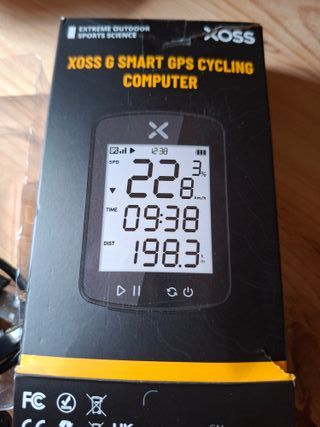 EXTREME OUTDOOR
SPORTS SCIENCE
XOSS
XOSS G SMART GPS CYCLING
COMPUTER
12:38
SPD
22.8
3%
km/h
TIME
09:38
DIST
198.3
FC